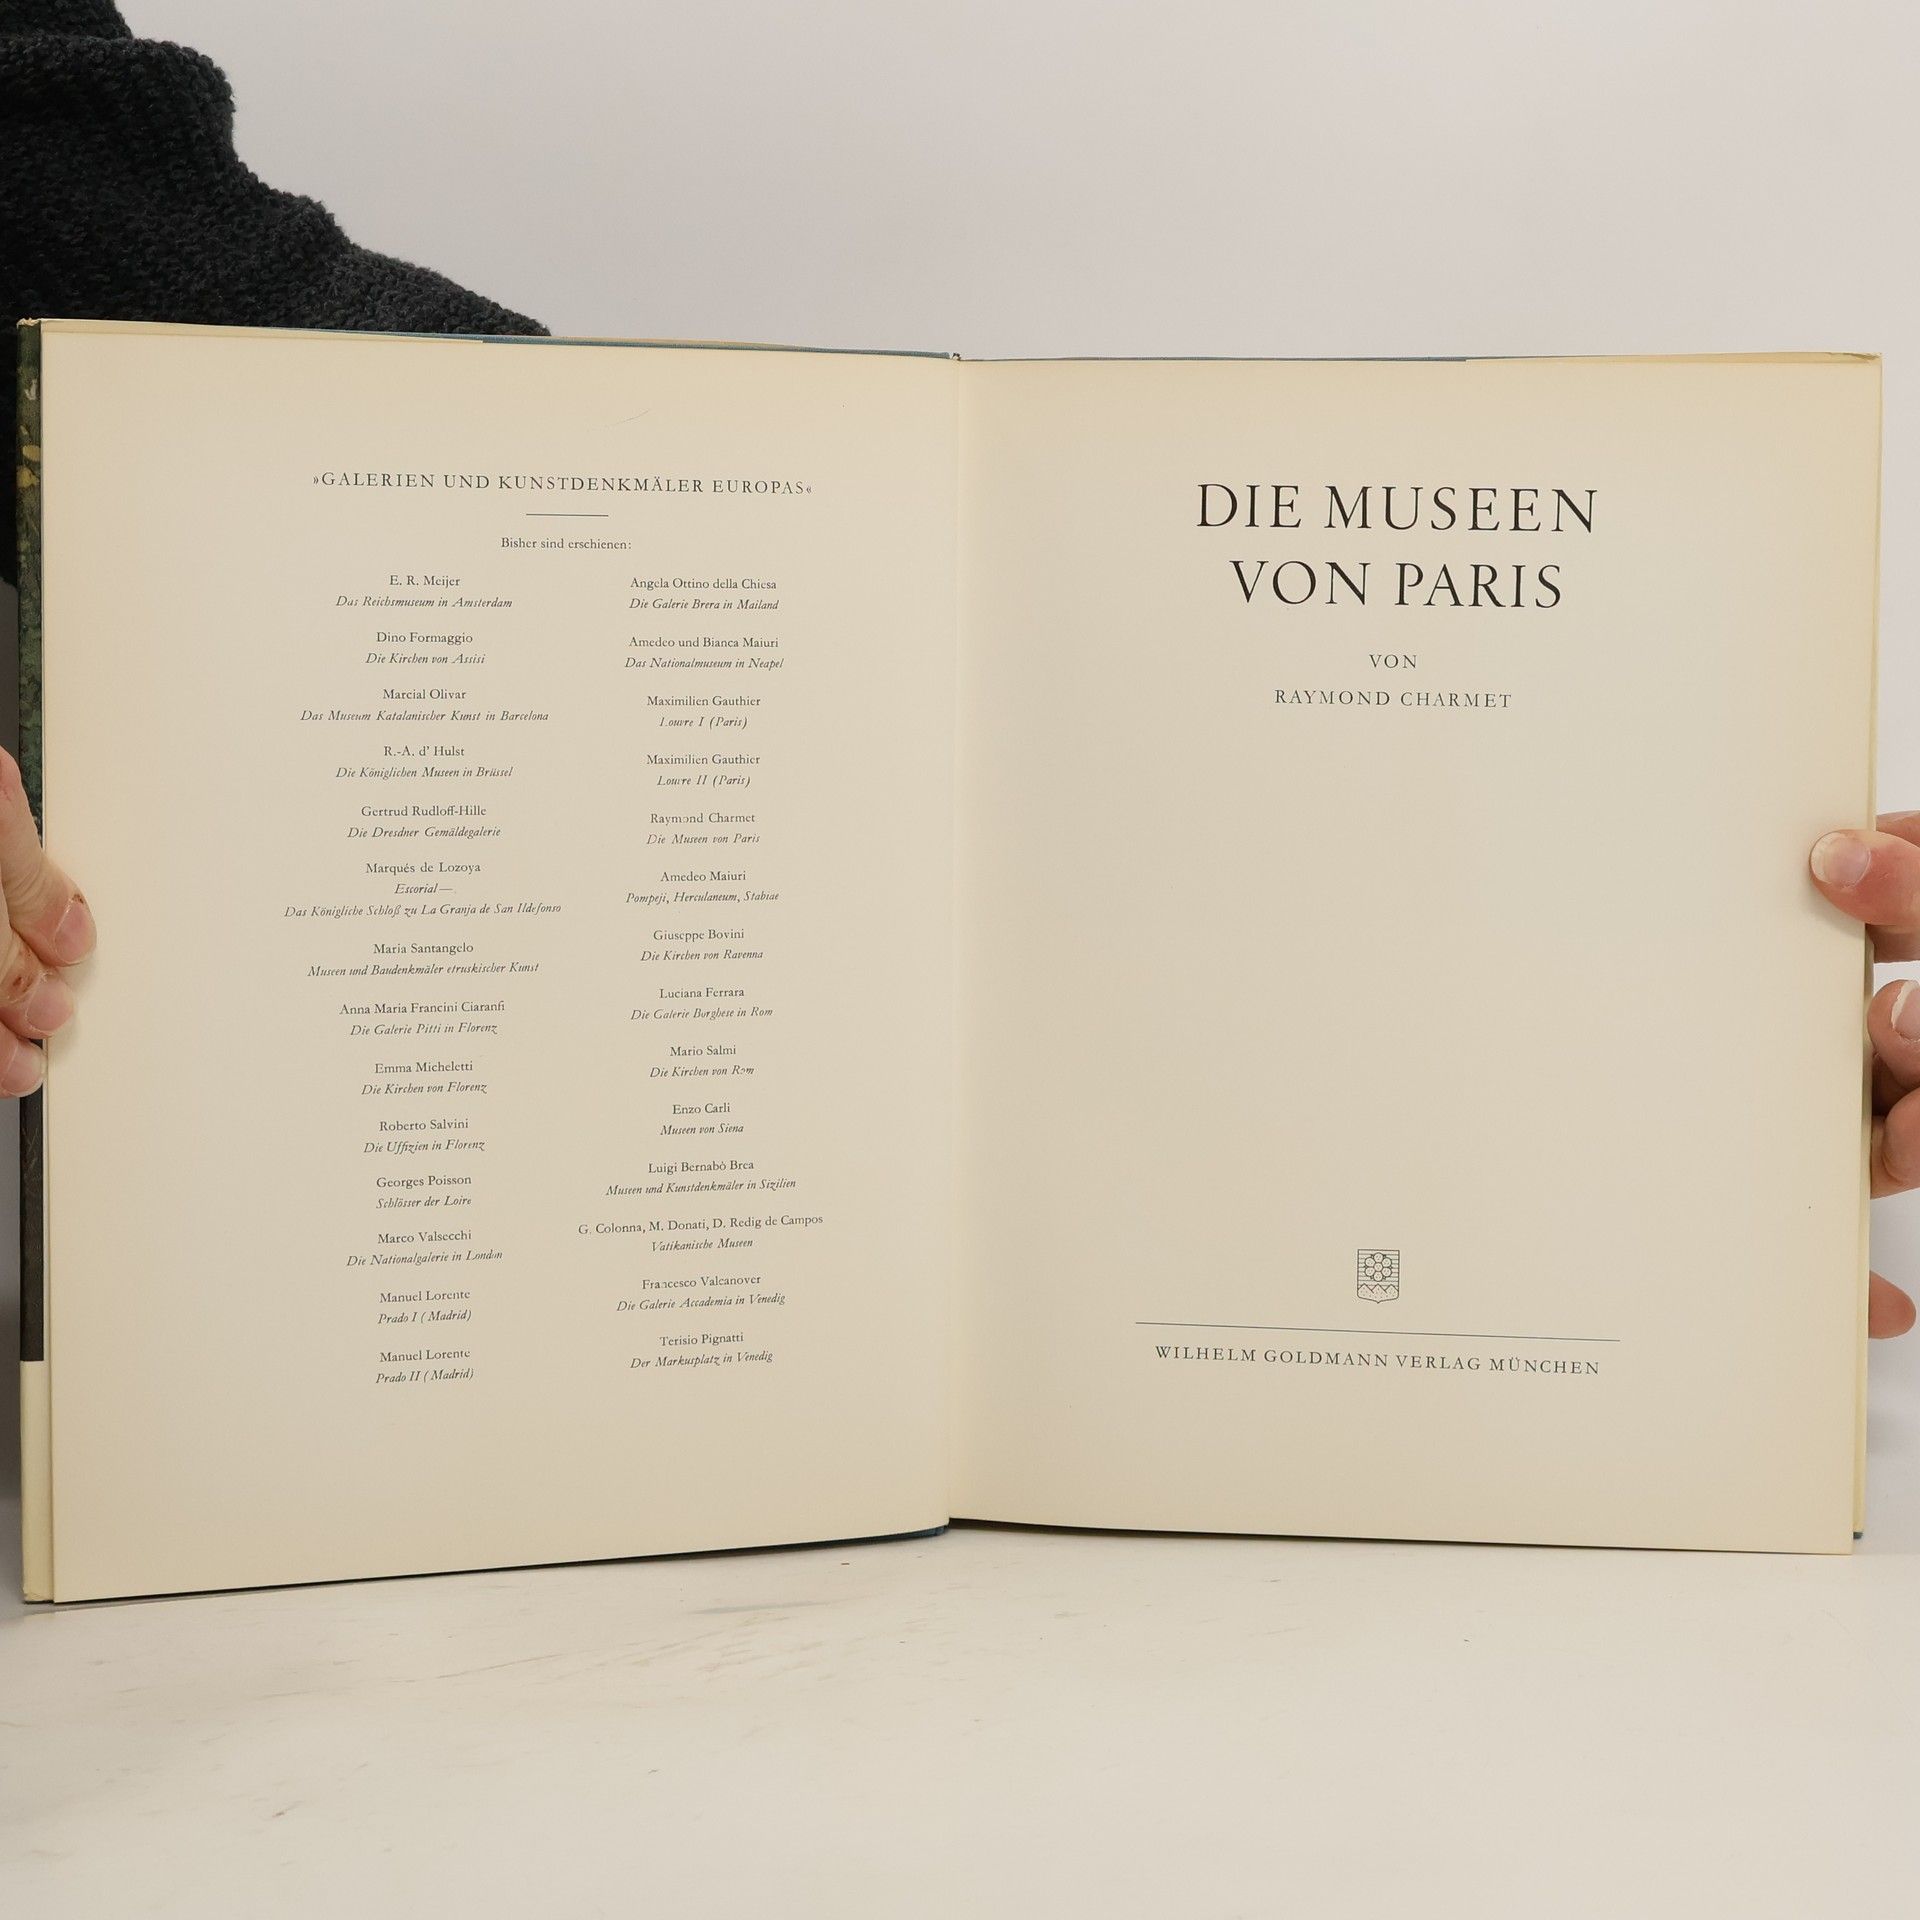 »GALERIEN UND KUNSTDENKMÄLER EUROPAS«
Bisher sind erschienen:
E. R. Meijer
Das Reichsmuseum in Amsterdam
Dino Formaggio
Die Kirchen von Assisi
Marcial Olivar
Das Museum Katalanischer Kunst in Barcelona
R.-A. d' Hulst
Die Königlichen Museen in Brüssel
Gertrud Rudloff-Hille
Die Dresdner Gemäldegalerie
Marqués de Lozoya
Escorial —
Das Königliche Schloß zu La Granja de San Ildefonso
Maria Santangelo
Museen und Baudenkmäler etruskischer Kunst
Anna Maria Francini Ciaranfi
Die Galerie Pitti in Florenz
Emma Micheletti
Die Kirchen von Florenz
Roberto Salvini
Die Uffizien in Florenz
Georges Poisson
Schlösser der Loire
Marco Valsecchi
Die Nationalgalerie in London
Manuel Lorente
Prado I (Madrid)
Manuel Lorente
Prado II (Madrid)
Angela Ottino della Chiesa
Die Galerie Brera in Mailand
Amedeo und Bianca Maiuri
Das Nationalmuseum in Neapel
Maximilien Gauthier
Louvre I (Paris)
Maximilien Gauthier
Louvre II (Paris)
Raymond Charmet
Die Museen von Paris
Amedeo Maiuri
Pompeji, Herculaneum, Stabiae
Giuseppe Bovini
Die Kirchen von Ravenna
Luciana Ferrara
Die Galerie Borghese in Rom
Mario Salmi
Die Kirchen von Rom
Enzo Carli
Museen von Siena
Luigi Bernabò Brea
Museen und Kunstdenkmäler in Sizilien
G. Colonna, M. Donati, D. Redig de Campos
Vatikanische Museen
Francesco Valcanover
Die Galerie Accademia in Venedig
Terisio Pignatti
Der Markusplatz in Venedig
DIE MUSEEN
VON PARIS
VON
RAYMOND CHARMET
WILHELM GOLDMANN VERLAG MÜNCHEN